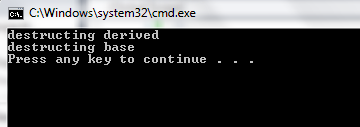 C:\Windows\system32\cmd.exe
destructing derived
destructing base
Press any key to continue . . .